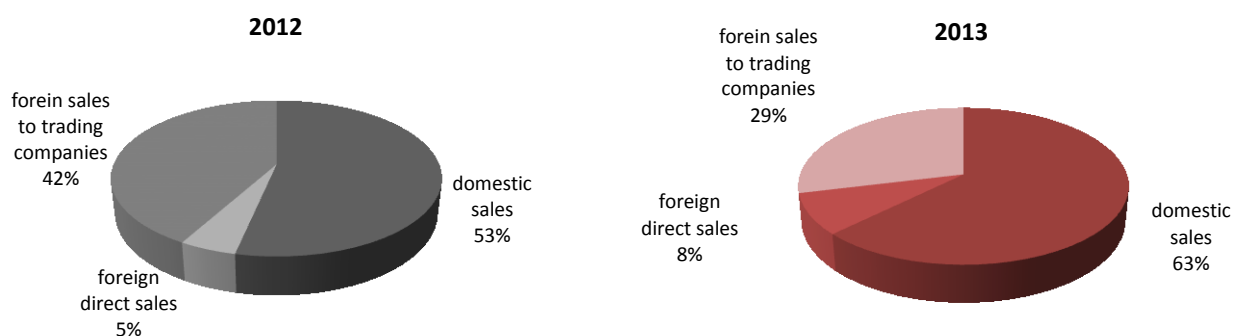 2012
forein sales
to trading
companies
42%
domestic
sales
53%
foreign
direct sales
5%
2013
forein sales
to trading
companies
29%
foreign
direct sales
8%
domestic
sales
63%